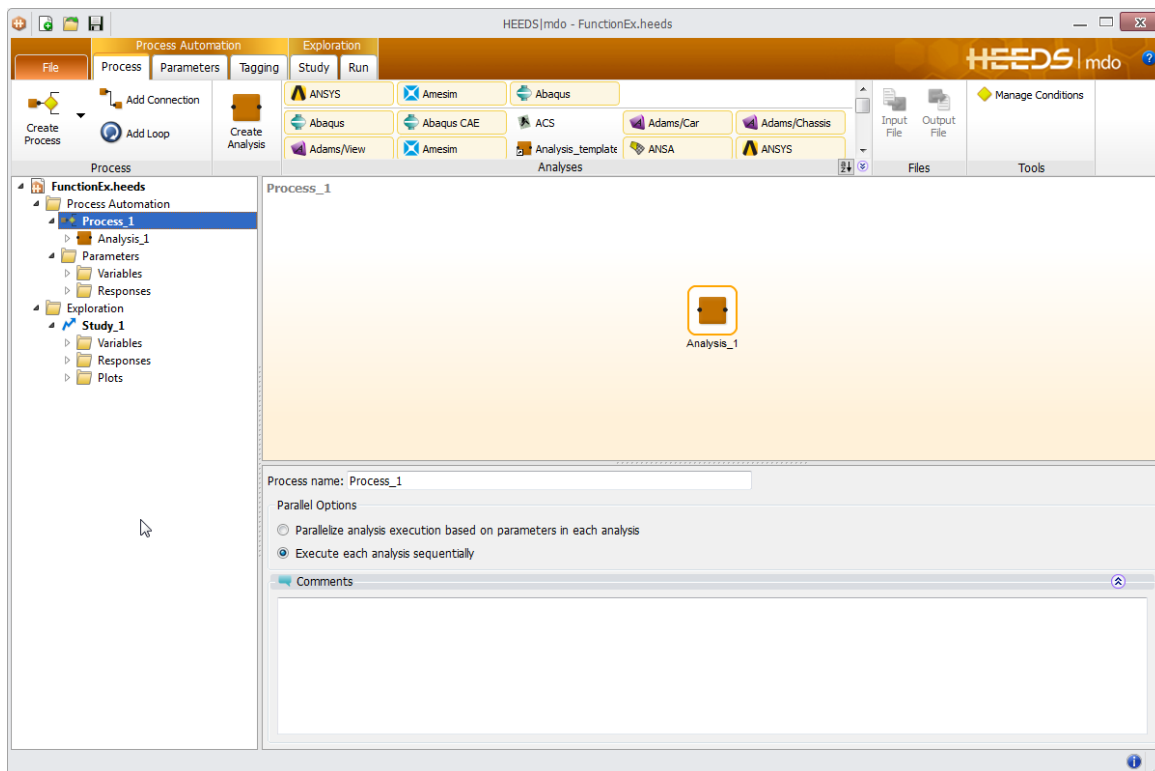 HEEDS|mdo - FunctionEx.heeds
Process Automation Exploration
File Process Parameters Tagging Study Run
HEEDS mdo
?
Create Process
Add Connection
Add Loop
Process
Create Analysis
ANSYS Amesim Abaqus
Abaqus Abaqus CAE ACS Adams/Car Adams/Chassis
Adams/View Amesim Analysis_template ANSA ANSYS
Analyses
Input File
Output File
Files
Manage Conditions
Tools
FunctionEx.heeds
Process Automation
Process_1
Analysis_1
Parameters
Variables
Responses
Exploration
Study_1
Variables
Responses
Plots
Process_1
Analysis_1
Process name: Process_1
Parallel Options
Parallelize analysis execution based on parameters in each analysis
Execute each analysis sequentially
Comments